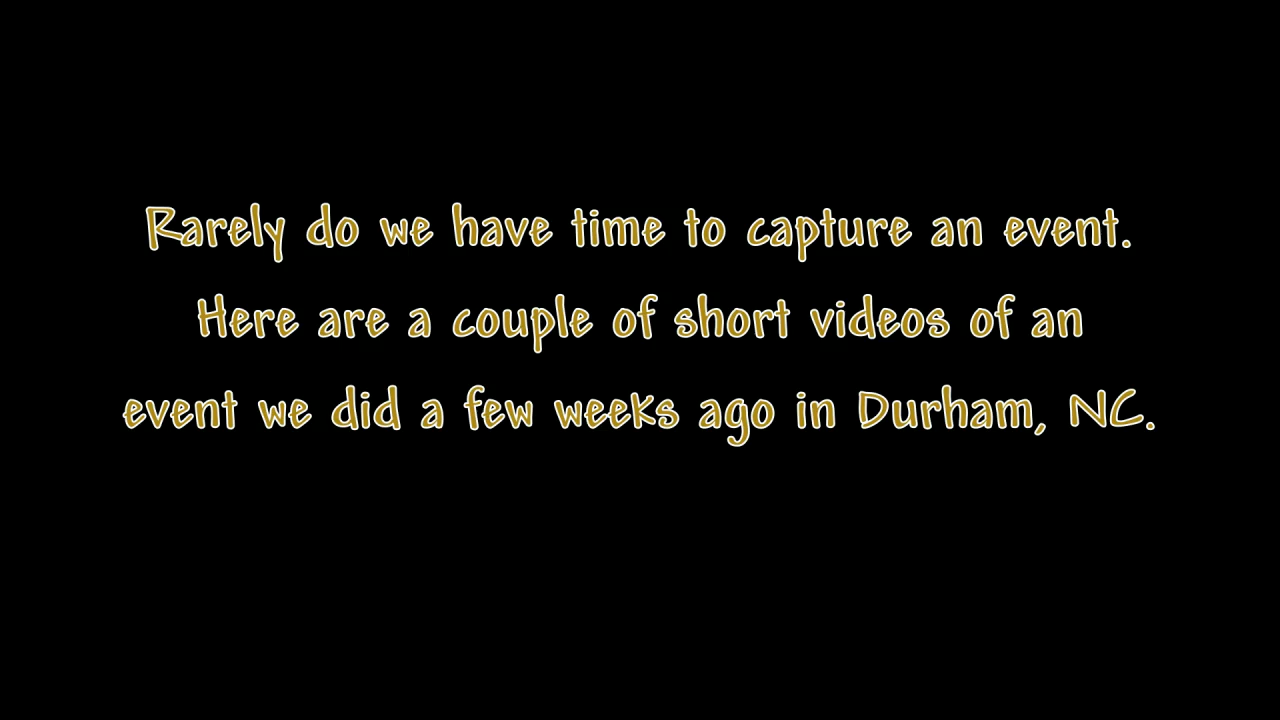 Rarely do we have time to capture an event.
Here are a couple of short videos of an
event we did a few weeks ago in Durham, NC.